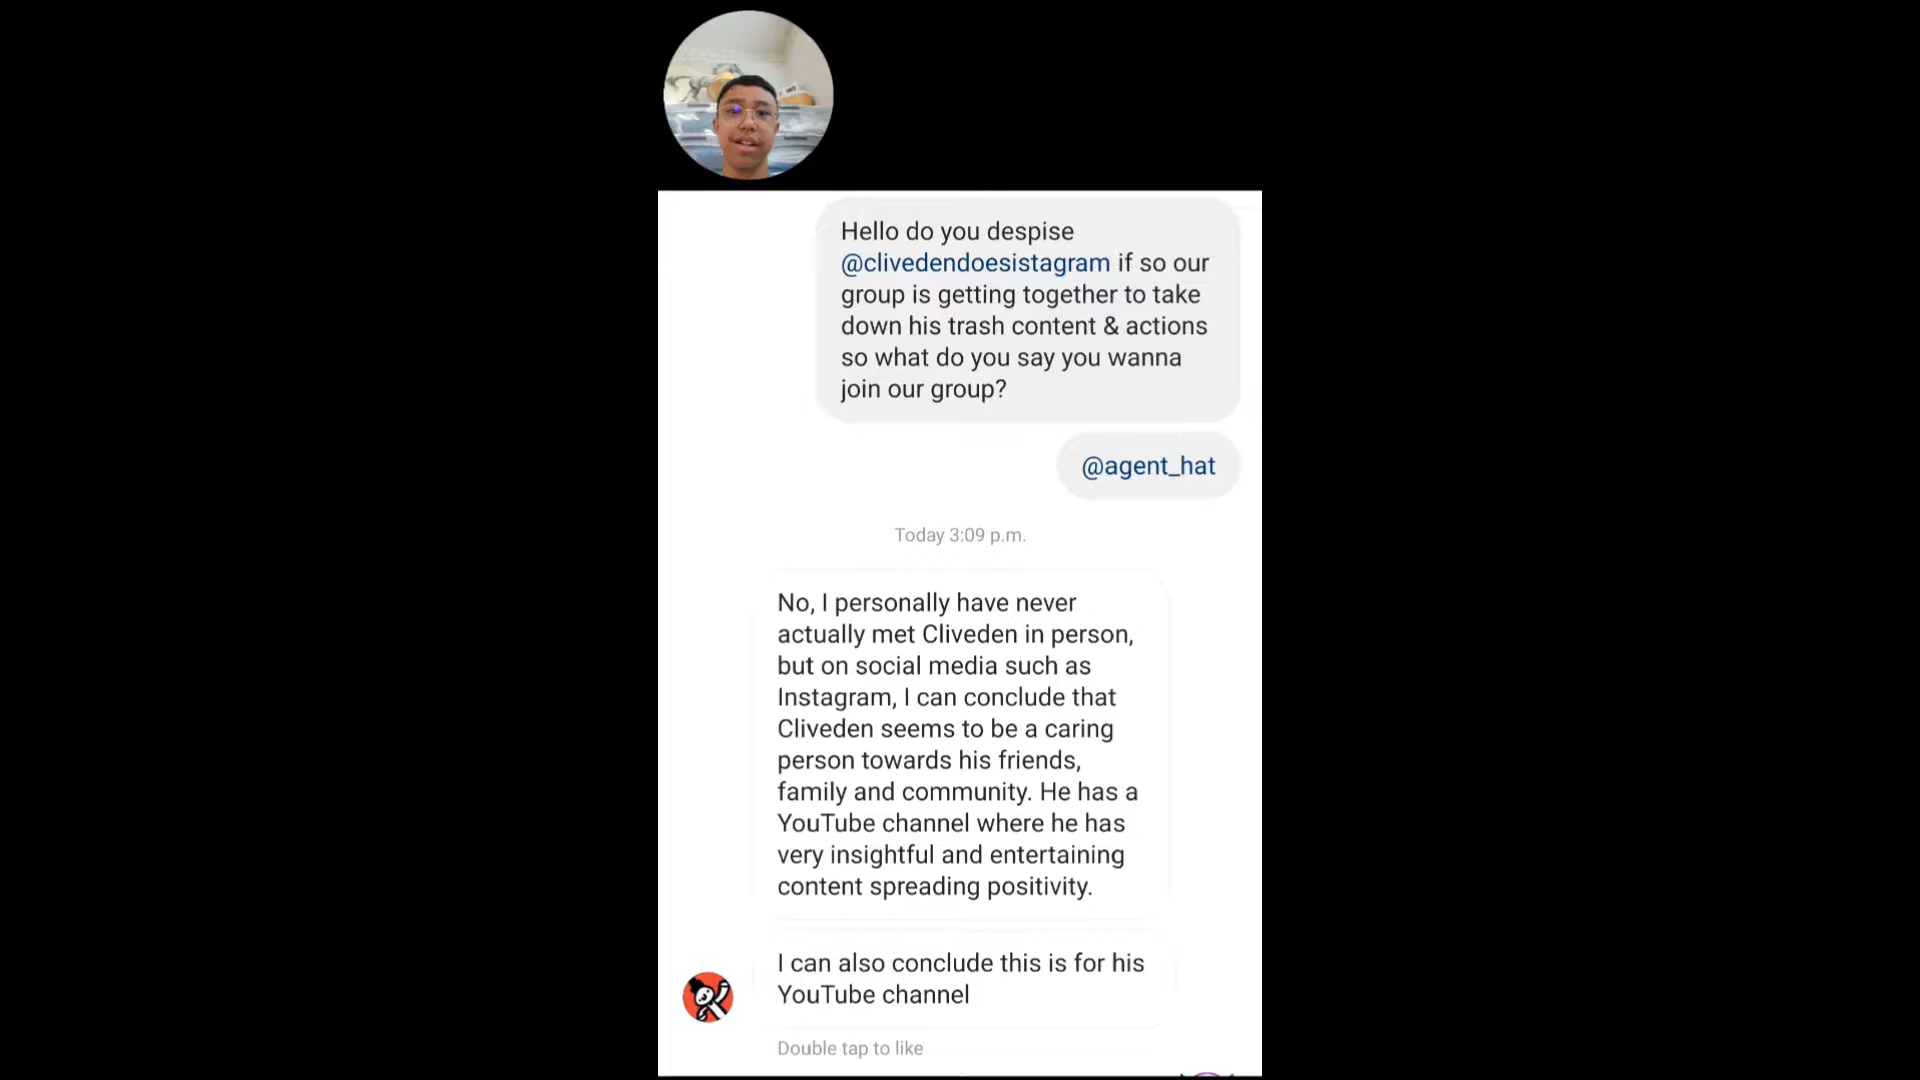 Hello do you despise
@clivedendoesistagram if so our
group is getting together to take
down his trash content & actions
so what do you say you wanna
join our group?
@agent_hat
Today 3:09 p.m.
No, I personally have never
actually met Cliveden in person,
but on social media such as
Instagram, I can conclude that
Cliveden seems to be a caring
person towards his friends,
family and community. He has a
YouTube channel where he has
very insightful and entertaining
content spreading positivity.
I can also conclude this is for his
YouTube channel
Double tap to like